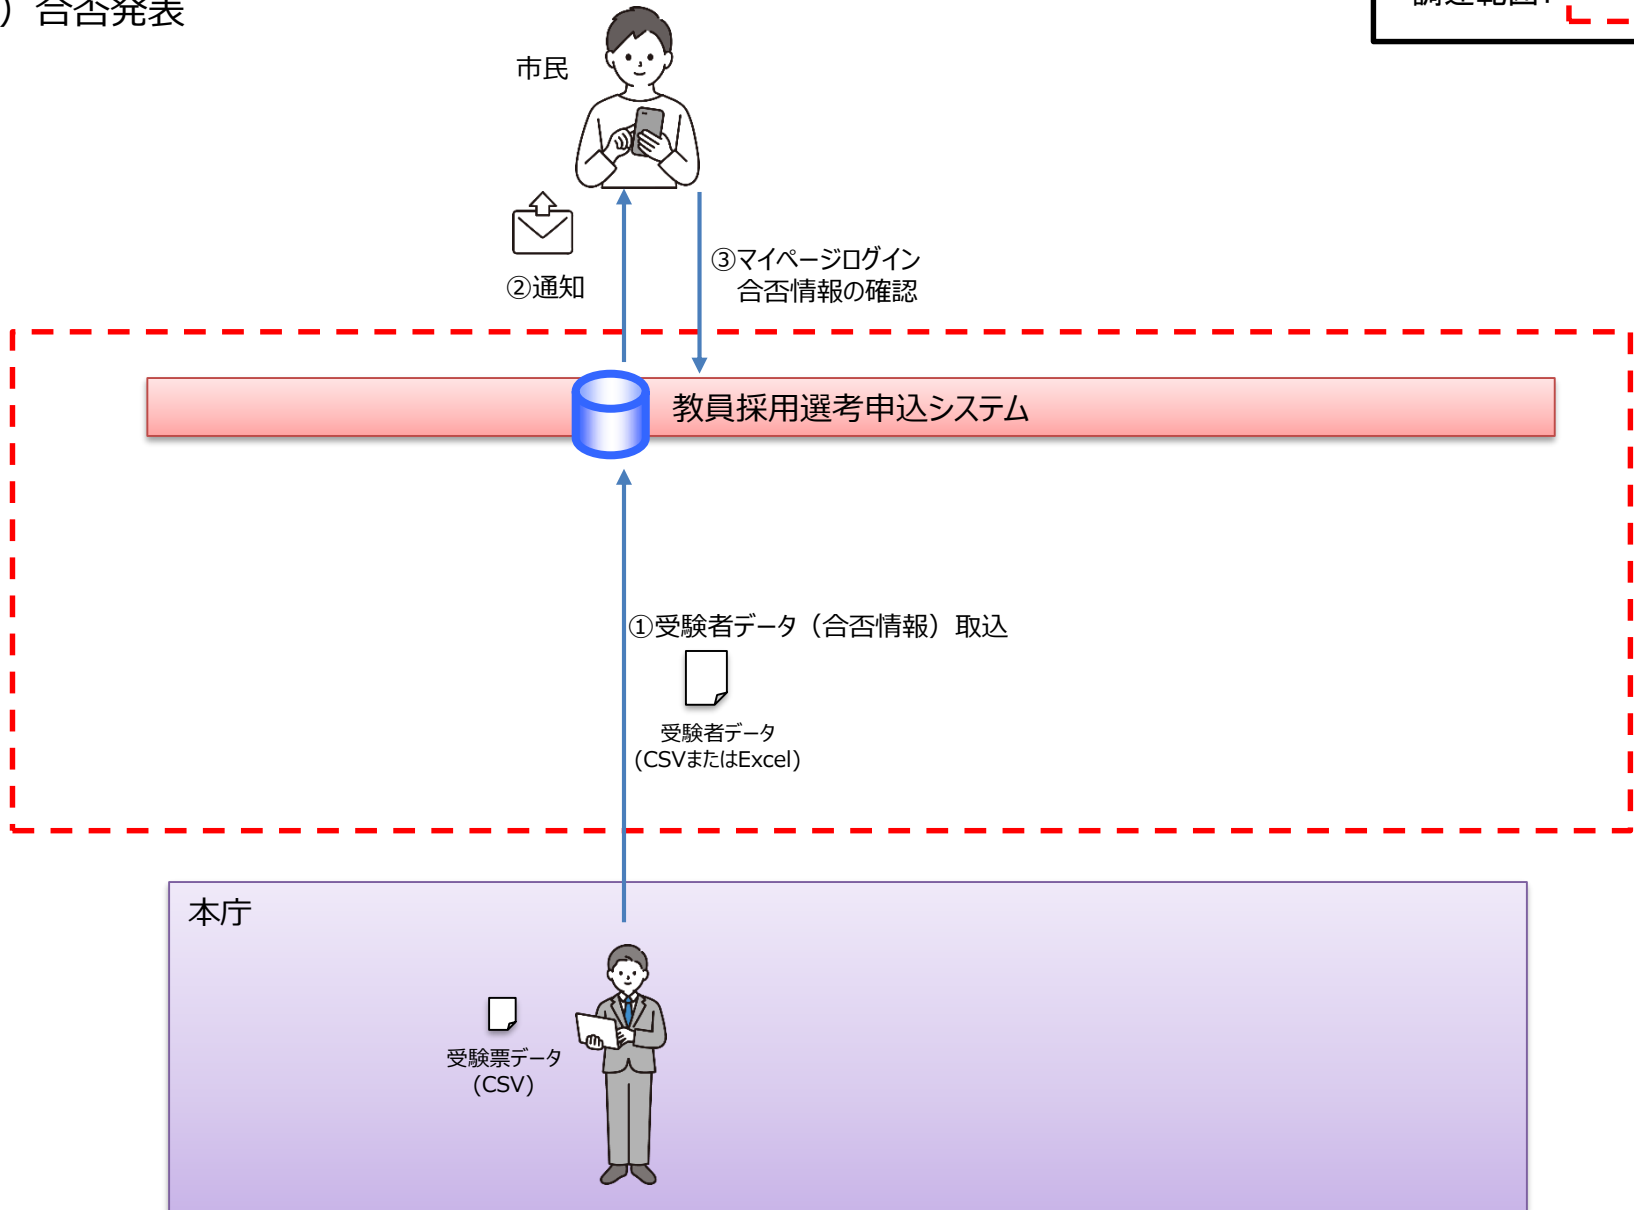 ）合否発表
調達範囲：
市民
②通知
③マイページログイン
合否情報の確認
教員採用選考申込システム
①受験者データ（合否情報）取込
受験者データ
(CSVまたはExcel)
本庁
受験票データ
(CSV)